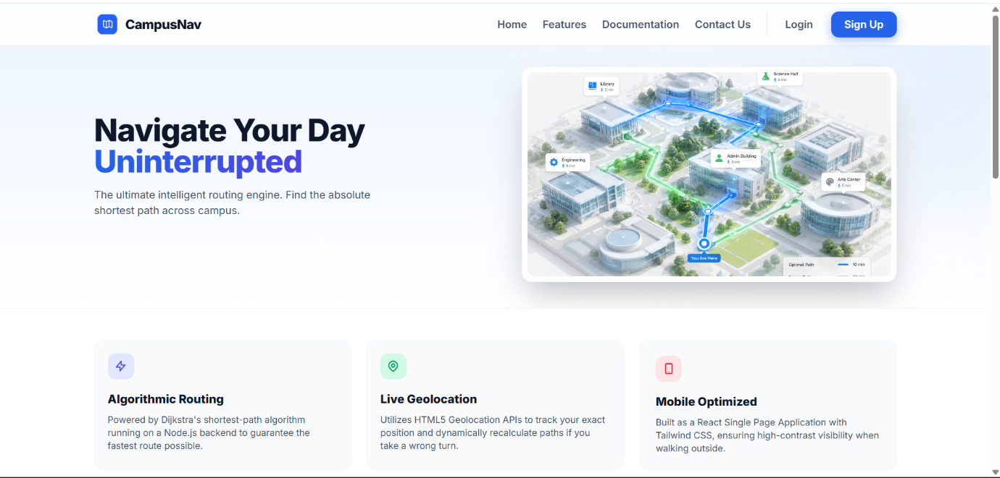 CampusNav
Home
Features
Documentation
Contact Us
Login
Sign Up
Navigate Your Day
Uninterrupted
The ultimate intelligent routing engine. Find the absolute
shortest path across campus.
Library
2 min
Science Hall
6 min
Engineering
8 min
Admin Building
3 min
Arts Center
5 min
You Are Here
Optimal Path
10 min
Algorithmic Routing
Powered by Dijkstra's shortest-path algorithm
running on a Node.js backend to guarantee the
fastest route possible.
Live Geolocation
Utilizes HTML5 Geolocation APIs to track your exact
position and dynamically recalculate paths if you
take a wrong turn.
Mobile Optimized
Built as a React Single Page Application with
Tailwind CSS, ensuring high-contrast visibility when
walking outside.